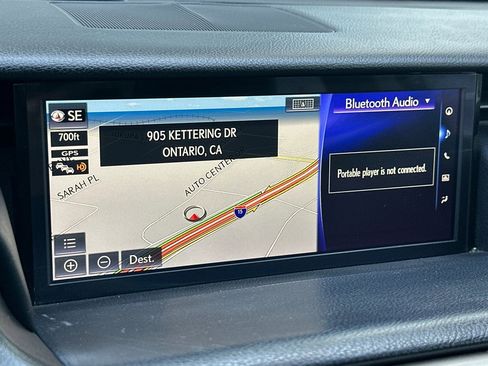 SE
700ft
GPS
905 KETTERING DR
ONTARIO, CA
SARAH PL
AUTO CENTER
15
Dest.
Bluetooth Audio
Portable player is not connected.